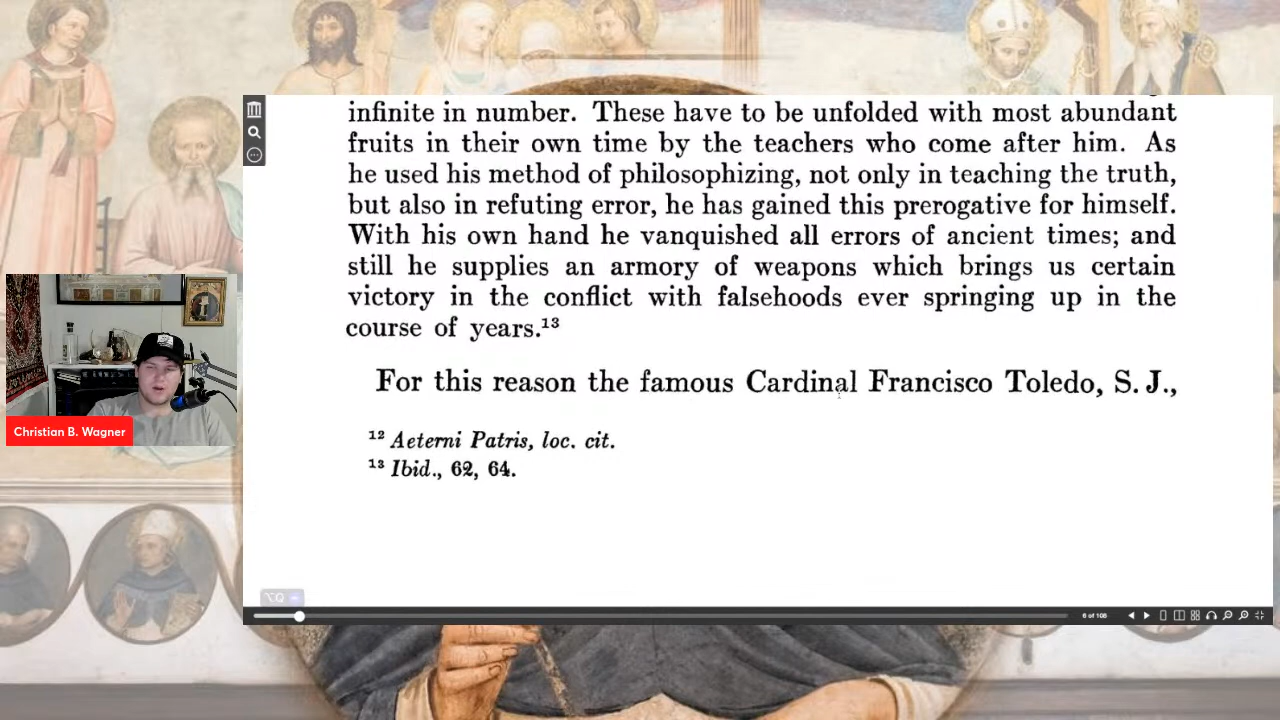 infinite in number. These have to be unfolded with most abundant
fruits in their own time by the teachers who come after him. As
he used his method of philosophizing, not only in teaching the truth,
but also in refuting error, he has gained this prerogative for himself.
With his own hand he vanquished all errors of ancient times; and
still he supplies an armory of weapons which brings us certain
victory in the conflict with falsehoods ever springing up in the
course of years.¹³
For this reason the famous Cardinal Francisco Toledo, S. J.,
¹² Aeterni Patris, loc. cit.
¹³ Ibid., 62, 64.
Christian B. Wagner
⌥Q
6 of 108